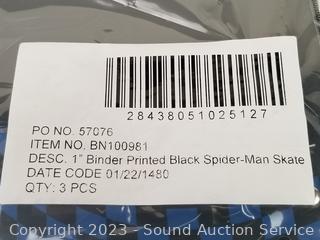 28438051025127
PO NO. 57076
ITEM NO. BN100981
DESC. 1" Binder Printed Black Spider-Man Skate
DATE CODE 01/22/1480
QTY: 3 PCS
Copyright 2023 - Sound Auction Service